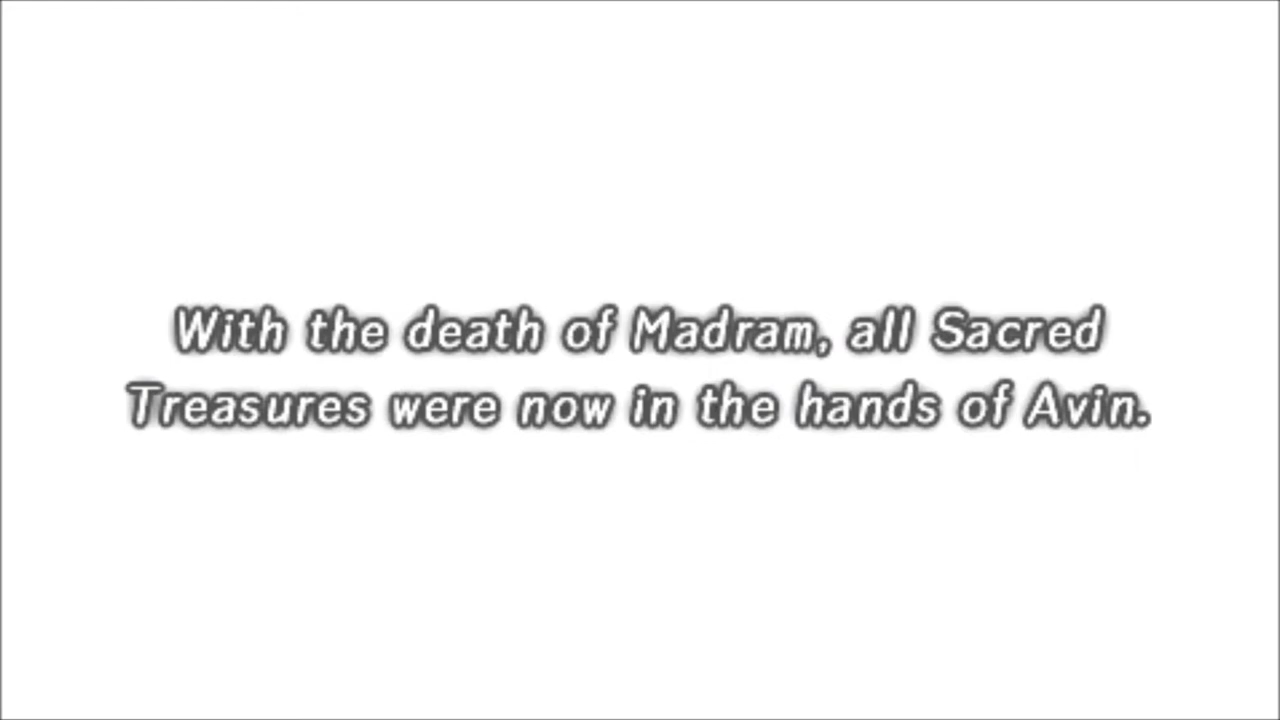 With the death of Madram, all Sacred
Treasures were now in the hands of Avin.